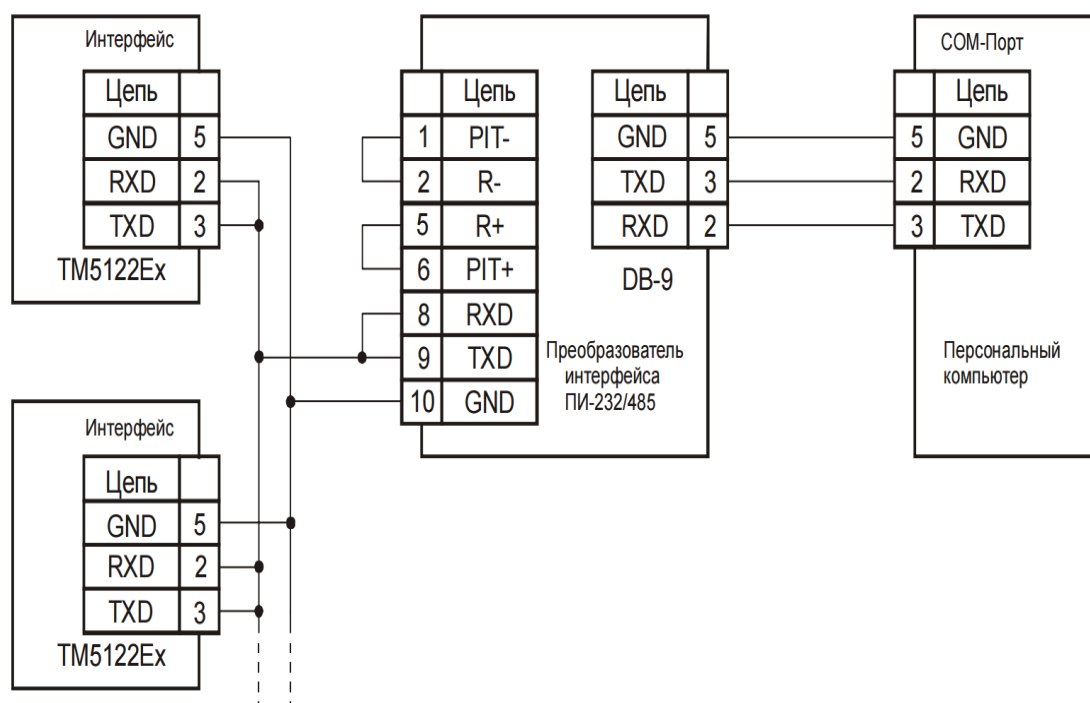 Интерфейс
Цепь
GND 5
RXD 2
TXD 3
TM5122Ex
Интерфейс
Цепь
GND 5
RXD 2
TXD 3
TM5122Ex
Цепь
1 PIT-
2 R-
5 R+
6 PIT+
8 RXD
9 TXD
10 GND
Цепь
GND 5
TXD 3
RXD 2
DB-9
Преобразователь
интерфейса
ПИ-232/485
COM-Порт
Цепь
5 GND
2 RXD
3 TXD
Персональный
компьютер